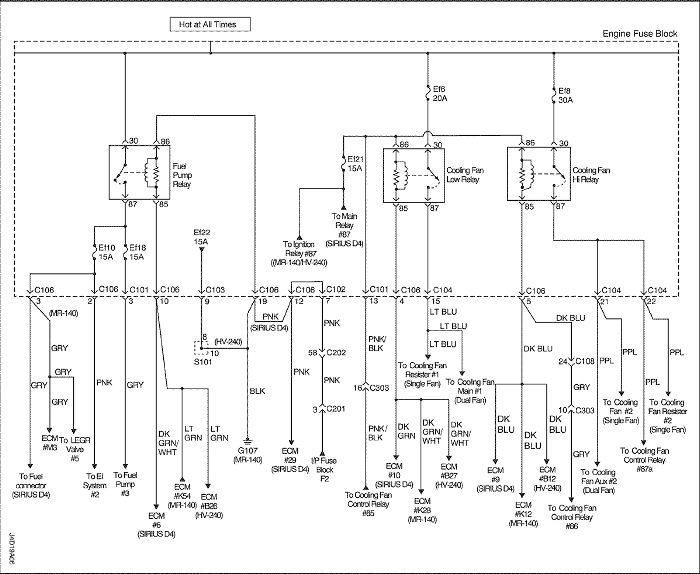 Hot at All Times
Engine Fuse Block
Ef6
20A
Ef8
30A
30
86
86
30
86
30
Fuel
Pump
Relay
Ef21
15A
Cooling Fan
Low Relay
Cooling Fan
Hi Relay
87
85
85
87
85
87
To Main
Relay
#87
(SIRIUS D4)
To Ignition
Relay #87
((MR-140/HV-240)
Ef10
15A
Ef18
15A
Ef22
15A
C106
C106
C101
C106
C103
C106
C106
C102
C101
C106
C104
C106
C104
C104
3
2
3
10
9
19
12
7
13
4
15
5
21
22
(MR-140)
PNK
(SIRIUS D4)
LT BLU
LT BLU
DK BLU
8
10
(HV-240)
S101
GRY
GRY
GRY
GRY
PNK
GRY
DK
GRN/
WHT
LT
GRN
BLK
PNK
PNK
58
C202
PNK
3
C201
PNK/
BLK
16
C303
PNK/
BLK
LT BLU
DK BLU
24
C108
GRY
10
C303
GRY
PPL
PPL
PPL
PPL
To Cooling Fan
Resister #1
(Single Fan)
To Cooling Fan
Main #1
(Dual Fan)
DK
GRN
DK
GRN/
WHT
DK
GRN/
WHT
DK
BLU
DK
BLU
DK
BLU
To Cooling
Fan #2
(Single Fan)
To Cooling
Fan Resister
#2
(Single Fan)
ECM
#M3
To LEGR
Valve
#5
G107
(MR-140)
To Fuel
connector
(SIRIUS D4)
To EI
System
#2
To Fuel
Pump
#3
ECM
#6
(SIRIUS D4)
ECM
#K54
(MR-140)
ECM
#B26
(HV-240)
ECM
#29
(SIRIUS D4)
I/P Fuse
Block
F2
To Cooling Fan
Control Relay
#85
ECM
#10
(SIRIUS D4)
ECM
#K28
(MR-140)
ECM
#B27
(HV-240)
ECM
#9
(SIRIUS D4)
ECM
#K12
(MR-140)
ECM
#B12
(HV-240)
To Cooling Fan
Control Relay
#86
To Cooling
Fan Aux #2
(Dual Fan)
To Cooling Fan
Control Relay
#87a
J4D19A06